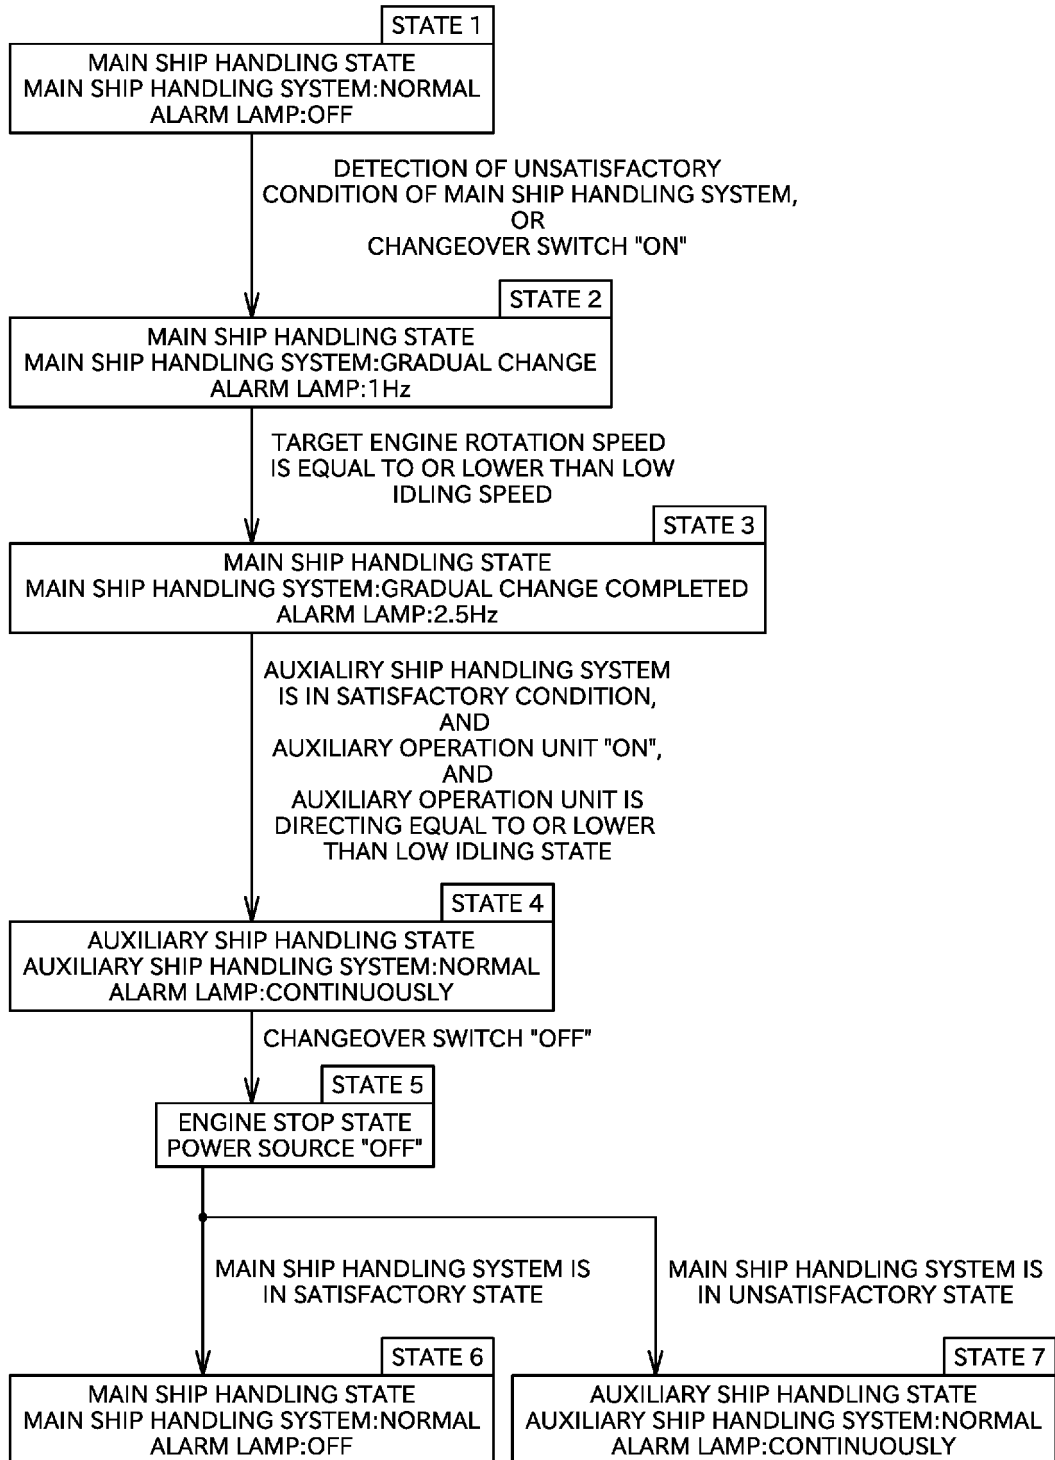 STATE 1
MAIN SHIP HANDLING STATE
MAIN SHIP HANDLING SYSTEM:NORMAL
ALARM LAMP:OFF
DETECTION OF UNSATISFACTORY
CONDITION OF MAIN SHIP HANDLING SYSTEM,
OR
CHANGEOVER SWITCH "ON"
STATE 2
MAIN SHIP HANDLING STATE
MAIN SHIP HANDLING SYSTEM:GRADUAL CHANGE
ALARM LAMP:1Hz
TARGET ENGINE ROTATION SPEED
IS EQUAL TO OR LOWER THAN LOW
IDLING SPEED
STATE 3
MAIN SHIP HANDLING STATE
MAIN SHIP HANDLING SYSTEM:GRADUAL CHANGE COMPLETED
ALARM LAMP:2.5Hz
AUXIALIRY SHIP HANDLING SYSTEM
IS IN SATISFACTORY CONDITION,
AND
AUXILIARY OPERATION UNIT "ON",
AND
AUXILIARY OPERATION UNIT IS
DIRECTING EQUAL TO OR LOWER
THAN LOW IDLING STATE
STATE 4
AUXILIARY SHIP HANDLING STATE
AUXILIARY SHIP HANDLING SYSTEM:NORMAL
ALARM LAMP:CONTINUOUSLY
CHANGEOVER SWITCH "OFF"
STATE 5
ENGINE STOP STATE
POWER SOURCE "OFF"
MAIN SHIP HANDLING SYSTEM IS
IN SATISFACTORY STATE
MAIN SHIP HANDLING SYSTEM IS
IN UNSATISFACTORY STATE
STATE 6
MAIN SHIP HANDLING STATE
MAIN SHIP HANDLING SYSTEM:NORMAL
ALARM LAMP:OFF
STATE 7
AUXILIARY SHIP HANDLING STATE
AUXILIARY SHIP HANDLING SYSTEM:NORMAL
ALARM LAMP:CONTINUOUSLY